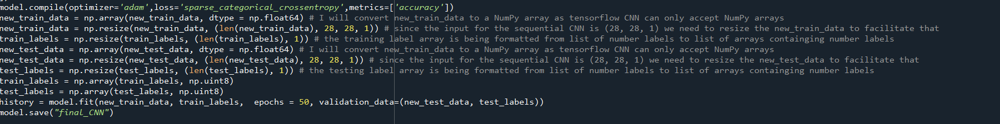 model.compile(optimizer='adam',loss='sparse_categorical_crossentropy',metrics=['accuracy'])
new_train_data = np.array(new_train_data, dtype = np.float64) # I will convert new_train_data to a NumPy array as tensorflow CNN can only accept NumPy arrays
new_train_data = np.resize(new_train_data, (len(new_train_data), 28, 28, 1)) # since the input for the sequential CNN is (28, 28, 1) we need to resize the new_train_data to facilitate that
train_labels = np.resize(train_labels, (len(train_labels), 1)) # the training label array is being formatted from list of number labels to list of arrays containg number labels
new_test_data = np.array(new_test_data, dtype = np.float64) # I will convert new_train_data to a NumPy array as tensorflow CNN can only accept NumPy arrays
new_test_data = np.resize(new_test_data, (len(new_test_data), 28, 28, 1)) # since the input for the sequential CNN is (28, 28, 1) we need to resize the new_test_data to facilitate that
test_labels = np.resize(test_labels, (len(test_labels), 1)) # the testing label array is being formatted from list of number labels to list of arrays containg number labels
train_labels = np.array(train_labels, np.uint8)
test_labels = np.array(test_labels, np.uint8)
history = model.fit(new_train_data, train_labels,  epochs = 50, validation_data=(new_test_data, test_labels))
model.save("final_CNN")